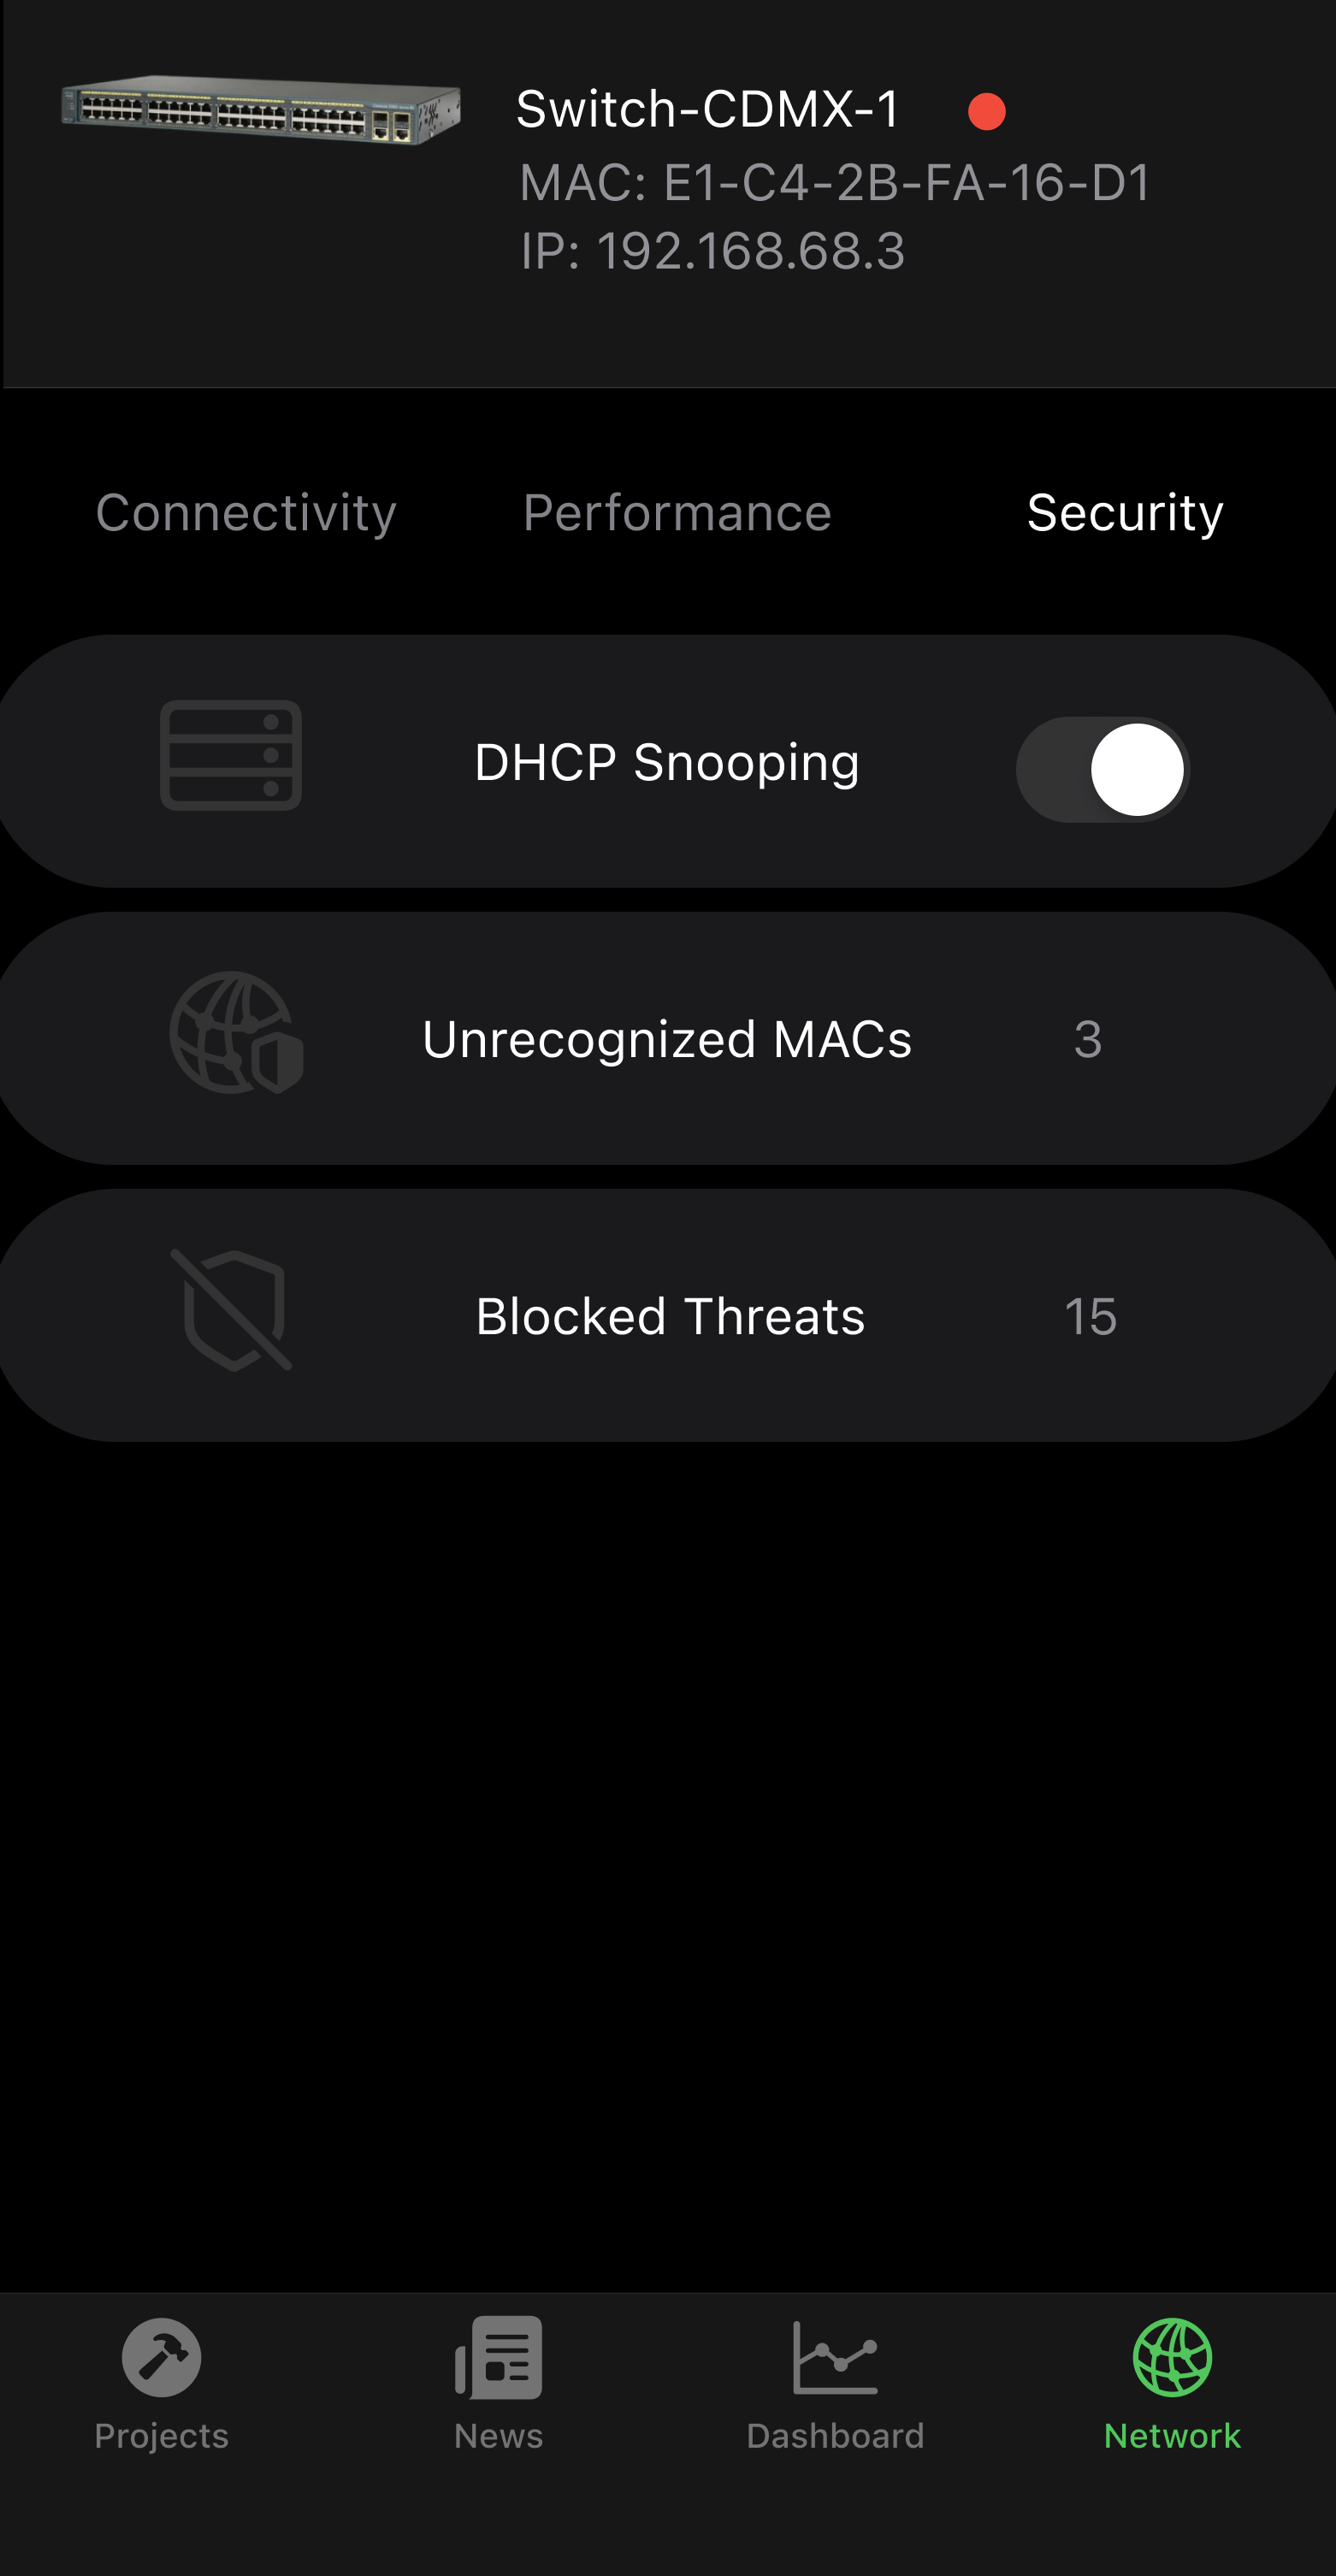 Switch-CDMX-1
MAC: E1-C4-2B-FA-16-D1
IP: 192.168.68.3
Connectivity Performance Security
DHCP Snooping
Unrecognized MACs 3
Blocked Threats 15
Projects News Dashboard Network